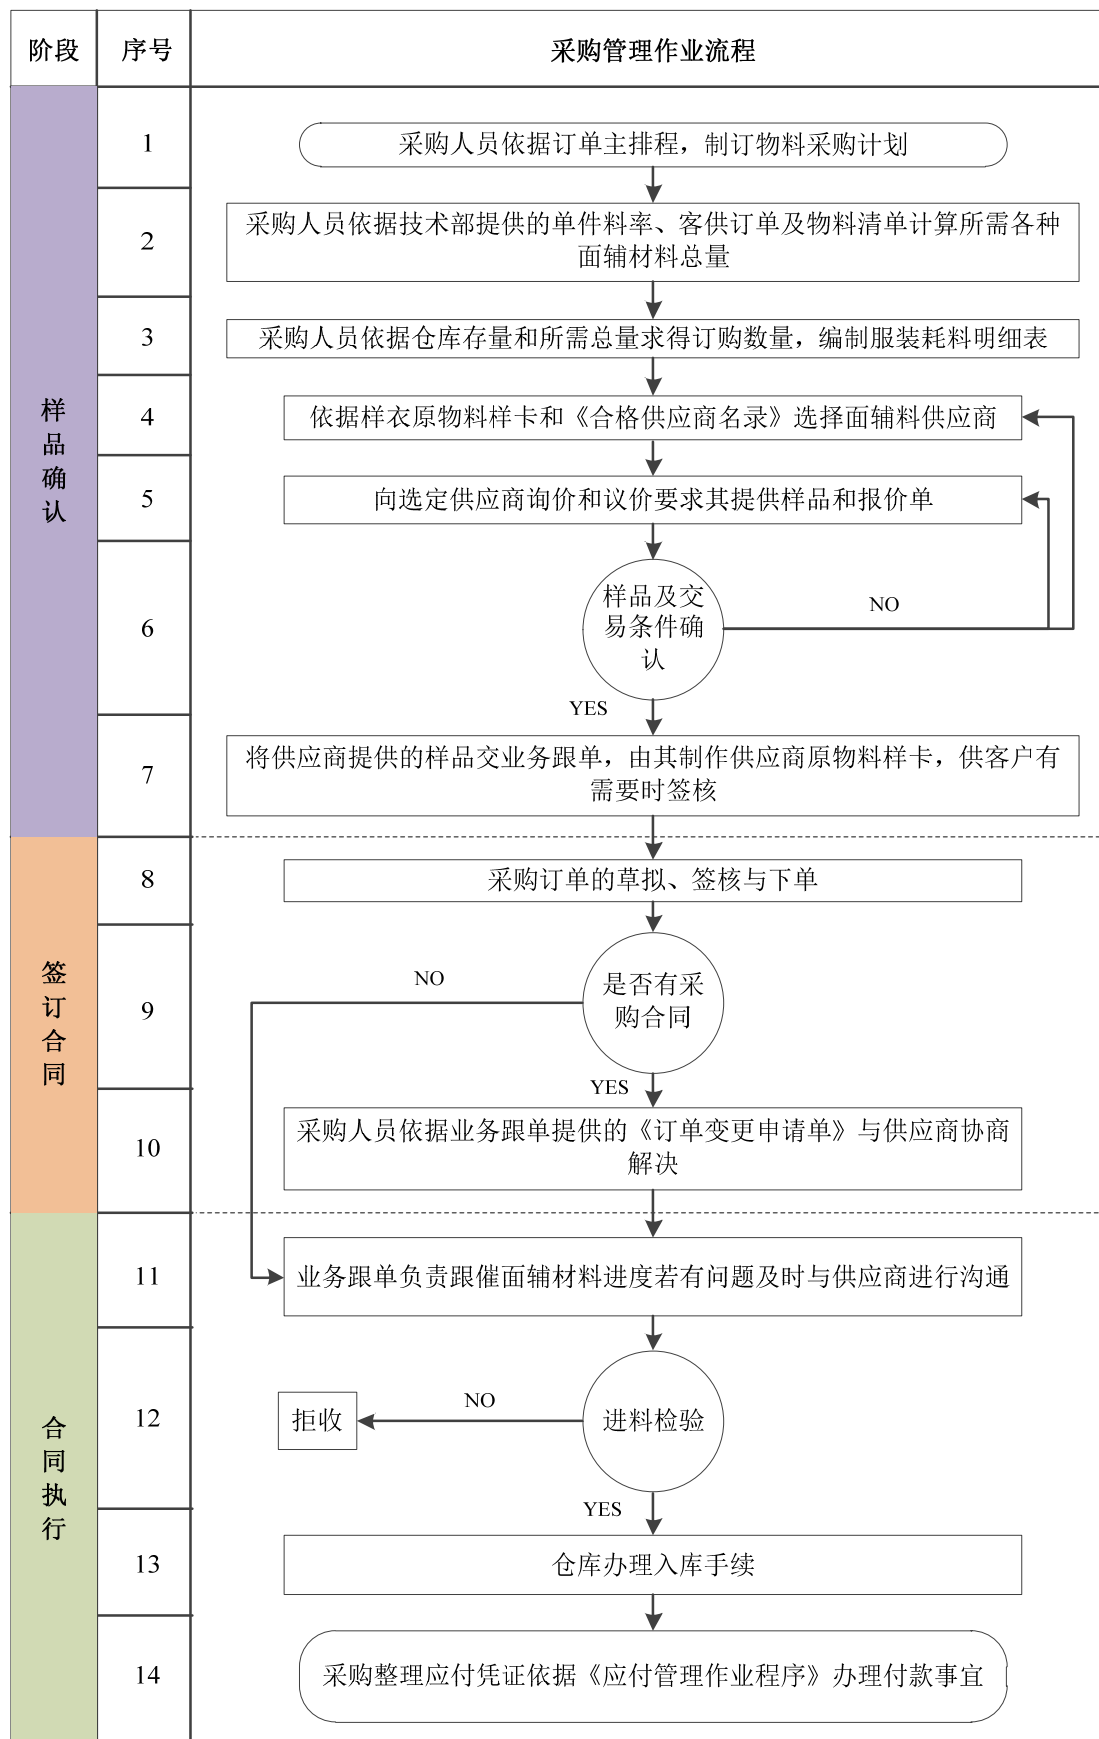 阶段 序号 采购管理作业流程
样品确认
1 采购人员依据订单主排程，制订物料采购计划
2 采购人员依据技术部提供的单件料率、客供订单及物料清单计算所需各种
面辅材料总量
3 采购人员依据仓库存量和所需总量求得订购数量，编制服装耗料明细表
4 依据样衣原物料样卡和《合格供应商名录》选择面辅料供应商
5 向选定供应商询价和议价要求其提供样品和报价单
6 样品及交
易条件确
认
NO
YES
7 将供应商提供的样品交业务跟单，由其制作供应商原物料样卡，供客户有
需要时签核
签订合同
8 采购订单的草拟、签核与下单
9 是否有采
购合同
NO
YES
10 采购人员依据业务跟单提供的《订单变更申请单》与供应商协商
解决
合同执行
11 业务跟单负责跟催面辅材料进度若有问题及时与供应商进行沟通
12 进料检验
NO
拒收
YES
13 仓库办理入库手续
14 采购整理应付凭证依据《应付管理作业程序》办理付款事宜